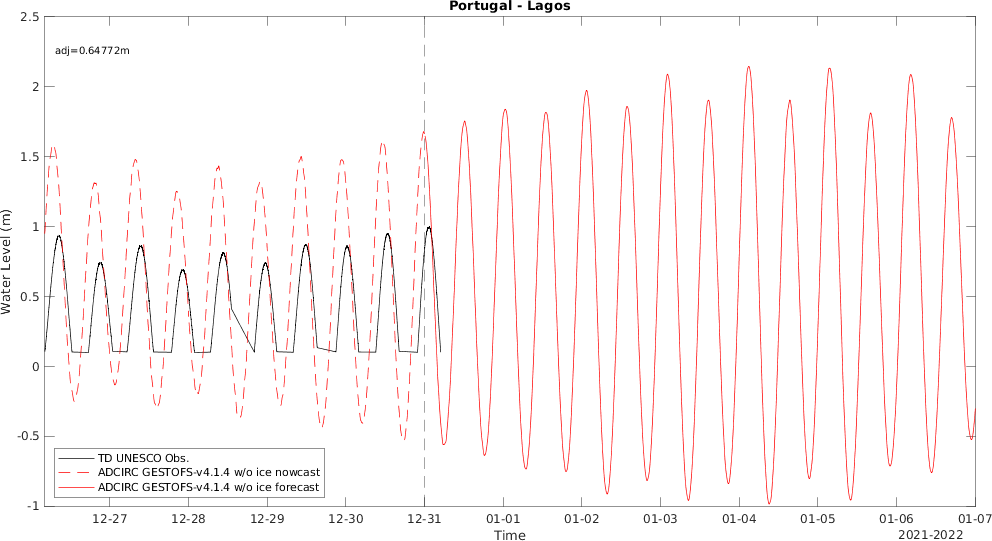 Portugal - Lagos
2.5
adj=0.64772m
2
1.5
1
0.5
0
-0.5
-1
Water Level (m)
TD UNESCO Obs.
ADCIRC GESTOFS-v4.1.4 w/o ice nowcast
ADCIRC GESTOFS-v4.1.4 w/o ice forecast
12-27 12-28 12-29 12-30 12-31 01-01 01-02 01-03 01-04 01-05 01-06 01-07
Time
2021-2022